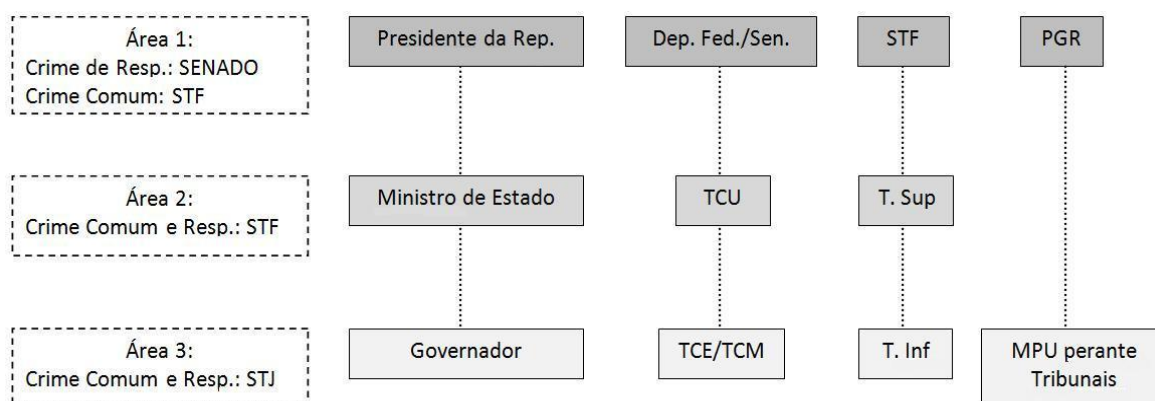 Área 1:
Crime de Resp.: SENADO
Crime Comum: STF
Presidente da Rep.
Dep. Fed./Sen.
STF
PGR
Área 2:
Crime Comum e Resp.: STF
Ministro de Estado
TCU
T. Sup
Área 3:
Crime Comum e Resp.: STJ
Governador
TCE/TCM
T. Inf
MPU perante
Tribunais